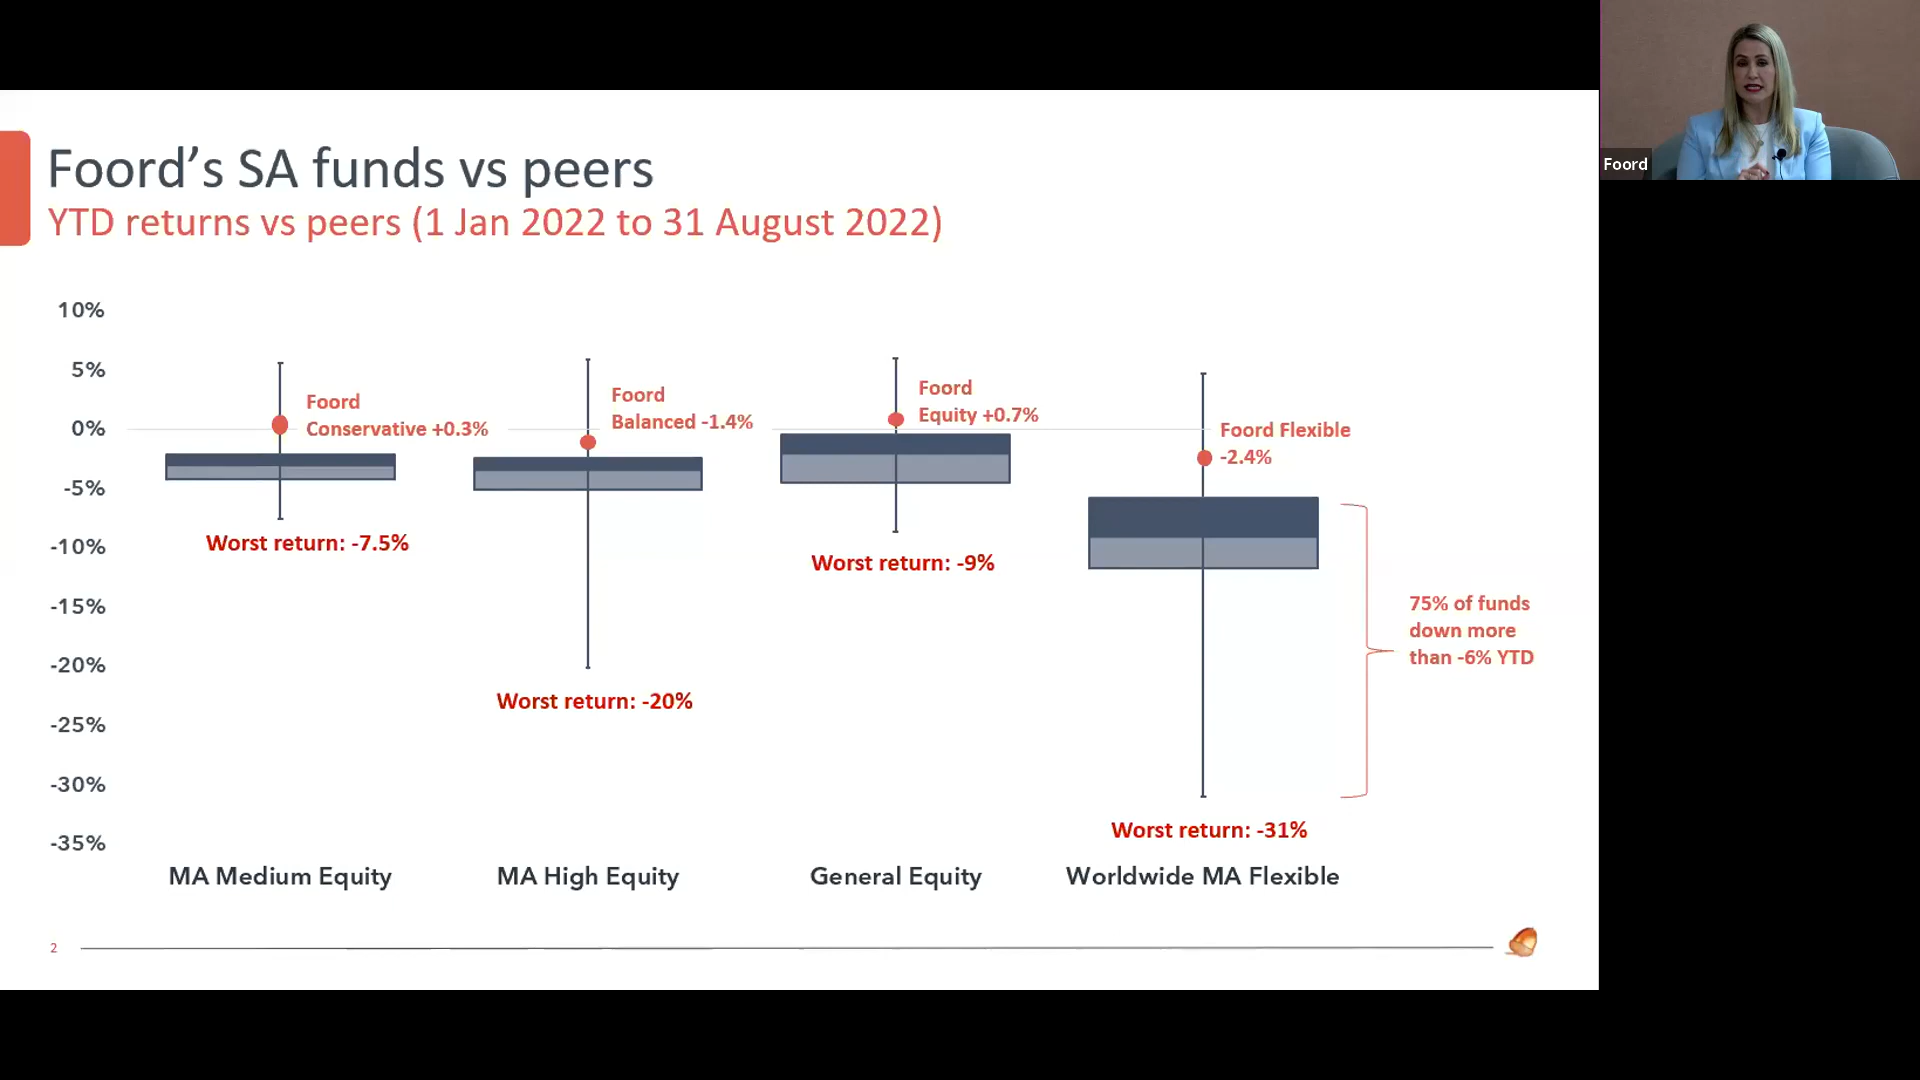 Foord's SA funds vs peers
YTD returns vs peers (1 Jan 2022 to 31 August 2022)
Foord
10%
5%
0%
-5%
-10%
-15%
-20%
-25%
-30%
-35%
Foord
Conservative +0.3%
Foord
Balanced -1.4%
Foord
Equity +0.7%
Foord Flexible
-2.4%
Worst return: -7.5%
Worst return: -20%
Worst return: -9%
Worst return: -31%
75% of funds
down more
than -6% YTD
MA Medium Equity
MA High Equity
General Equity
Worldwide MA Flexible
2